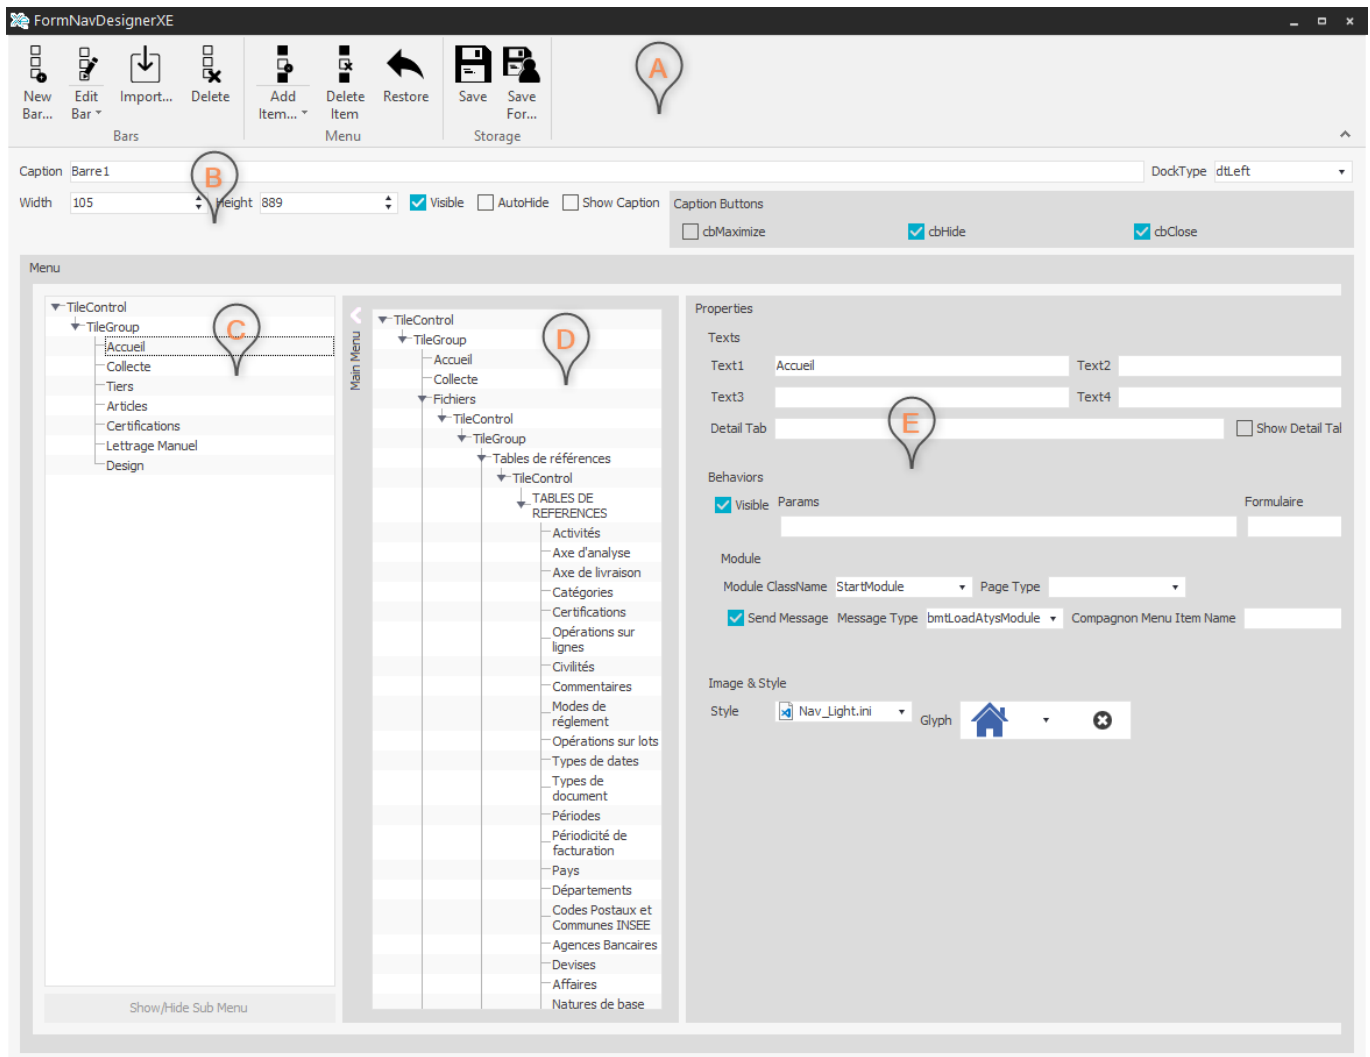 FormNavDesignerXE
New Bar...
Edit Bar
Import...
Delete
Add Item...
Delete Item
Restore
Save
Save For...
Bars
Menu
Storage
A
Caption Barre1 DockType dtLeft
B
Width 105 Height 889 Visible AutoHide Show Caption
Caption Buttons
cbMaximize cbHide cbClose
Menu
TileControl
TileGroup
C
Accueil
Collecte
Tiers
Articles
Certifications
Lettrage Manuel
Design
Show/Hide Sub Menu
Main Menu
TileControl
TileGroup
D
Accueil
Collecte
Fichiers
TileControl
TileGroup
Tables de références
TileControl
TABLES DE
REFERENCES
Activités
Axe d'analyse
Axe de livraison
Catégories
Certifications
Opérations sur
lignes
Civilités
Commentaires
Modes de
réglement
Opérations sur lots
Types de dates
Types de
document
Périodes
Périodicité de
facturation
Pays
Départements
Codes Postaux et
Communes INSEE
Agences Bancaires
Devises
Affaires
Natures de base
Properties
Texts
Text1 Accueil Text2
Text3 Text4
E
Detail Tab Show Detail Tal
Behaviors
Visible Params Formulaire
Module
Module ClassName StartModule Page Type
Send Message Message Type bmtLoadAtysModule Compagnon Menu Item Name
Image & Style
Style Nav_Light.ini Glyph